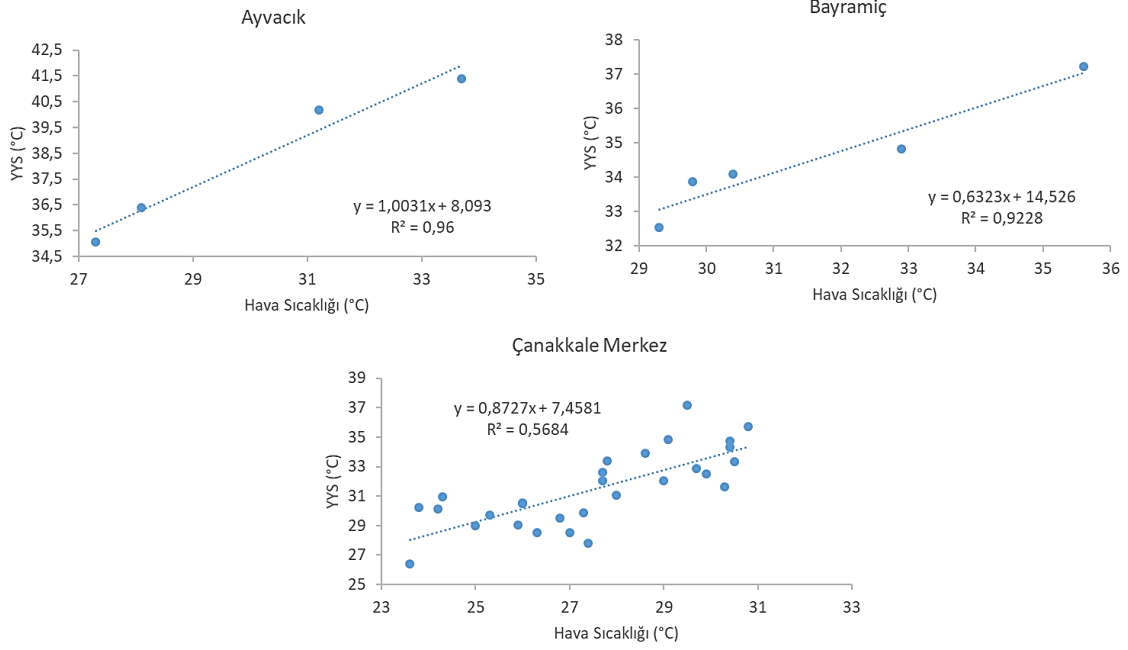 Ayvacık
42,5
41,5
40,5
39,5
38,5
37,5
36,5
35,5
34,5
YYS (°C)
y = 1,0031x + 8,093
R² = 0,96
27 29 31 33 35
Hava Sıcaklığı (°C)
Bayramiç
38
37
36
35
34
33
32
YYS (°C)
y = 0,6323x + 14,526
R² = 0,9228
29 30 31 32 33 34 35 36
Hava Sıcaklığı (°C)
Çanakkale Merkez
39
37
35
33
31
29
27
25
YYS (°C)
y = 0,8727x + 7,4581
R² = 0,5684
23 25 27 29 31 33
Hava Sıcaklığı (°C)